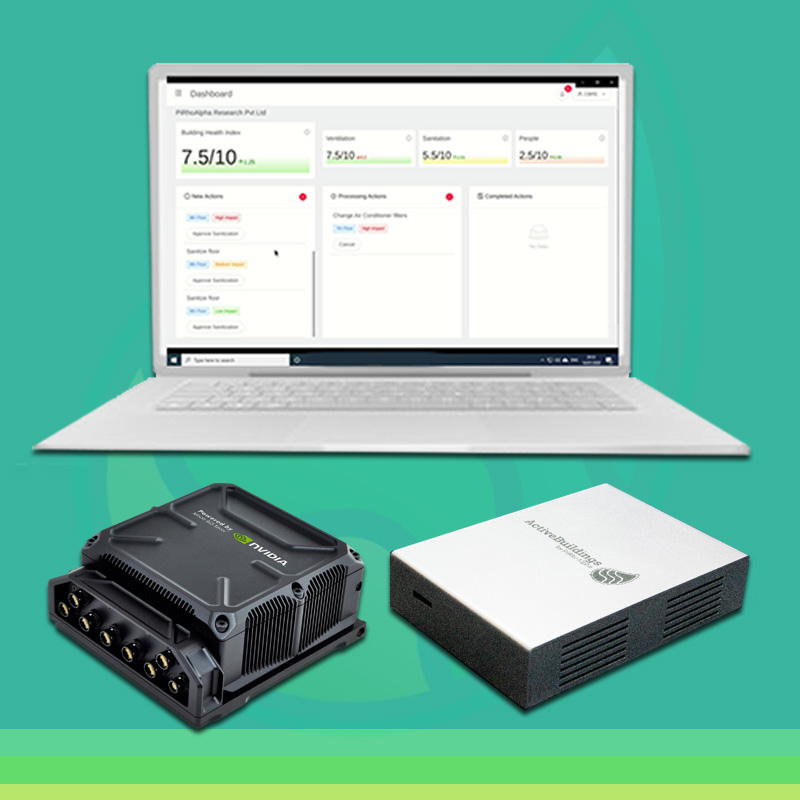 Dashboard
PiRhoAlpha Research Pvt Ltd
Building Health Index
7.5/10
Ventilation
7.5/10
Sanitation
5.5/10
People
2.5/10
New Actions
High Impact
Approve Sanitization
Sanitize floor
Medium Impact
Approve Sanitization
Sanitize floor
Low Impact
Approve Sanitization
Processing Actions
Change Air Conditioner filters
High Impact
Cancel
Completed Actions
No Data
Type here to search
Powered by
NVIDIA
ActiveBuildings